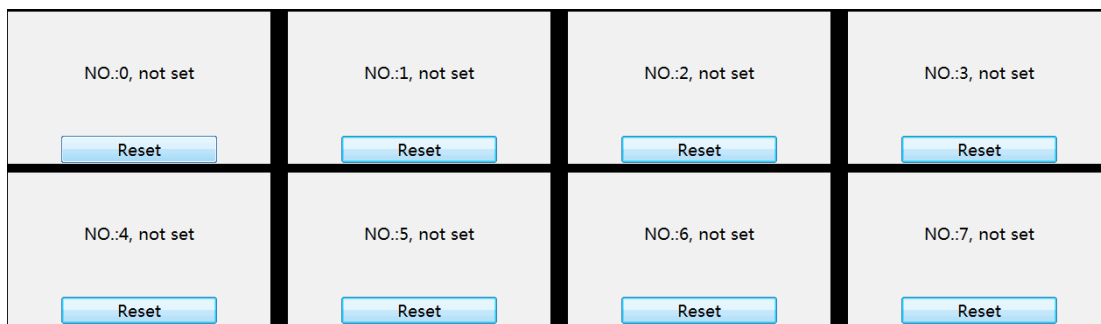 NO.:0, not set
NO.:1, not set
NO.:2, not set
NO.:3, not set
Reset
Reset
Reset
Reset
NO.:4, not set
NO.:5, not set
NO.:6, not set
NO.:7, not set
Reset
Reset
Reset
Reset